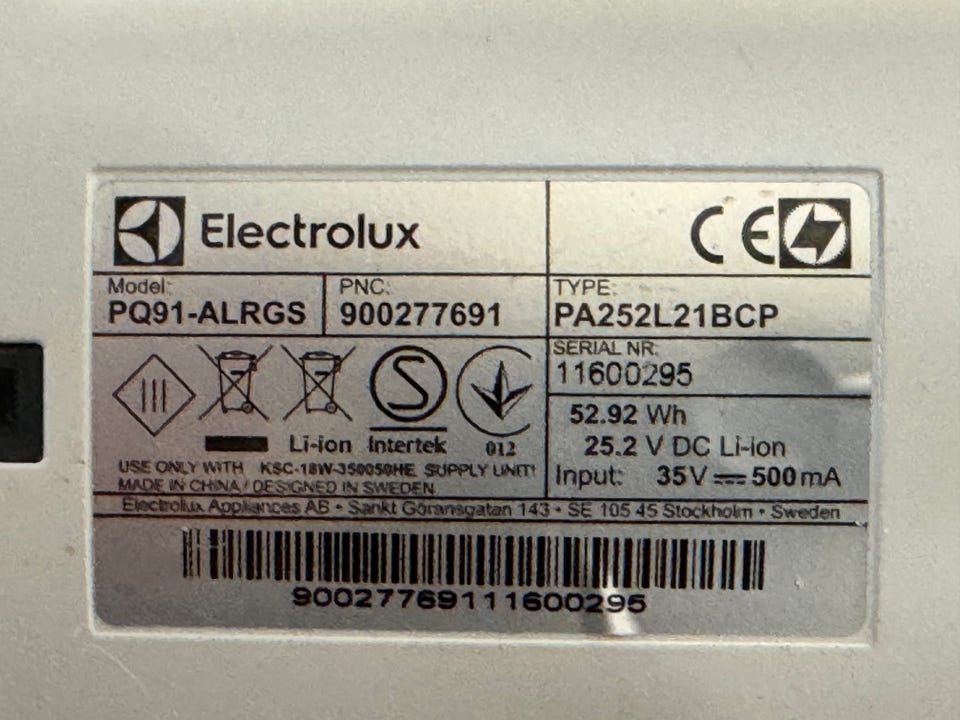 Electrolux
CE
Model: PNC: TYPE:
PQ91-ALRGS 900277691 PA252L21BCP
SERIAL NR:
11600295
S
Li-ion Intertek 012
52.92 Wh
25.2 V DC Li-ion
Input: 35V 500mA
USE ONLY WITH KSC-18W-350050HE SUPPLY UNIT!
MADE IN CHINA / DESIGNED IN SWEDEN
Electrolux Appliances AB • Sankt Göransgatan 143 • SE 105 45 Stockholm • Sweden
90027769111600295